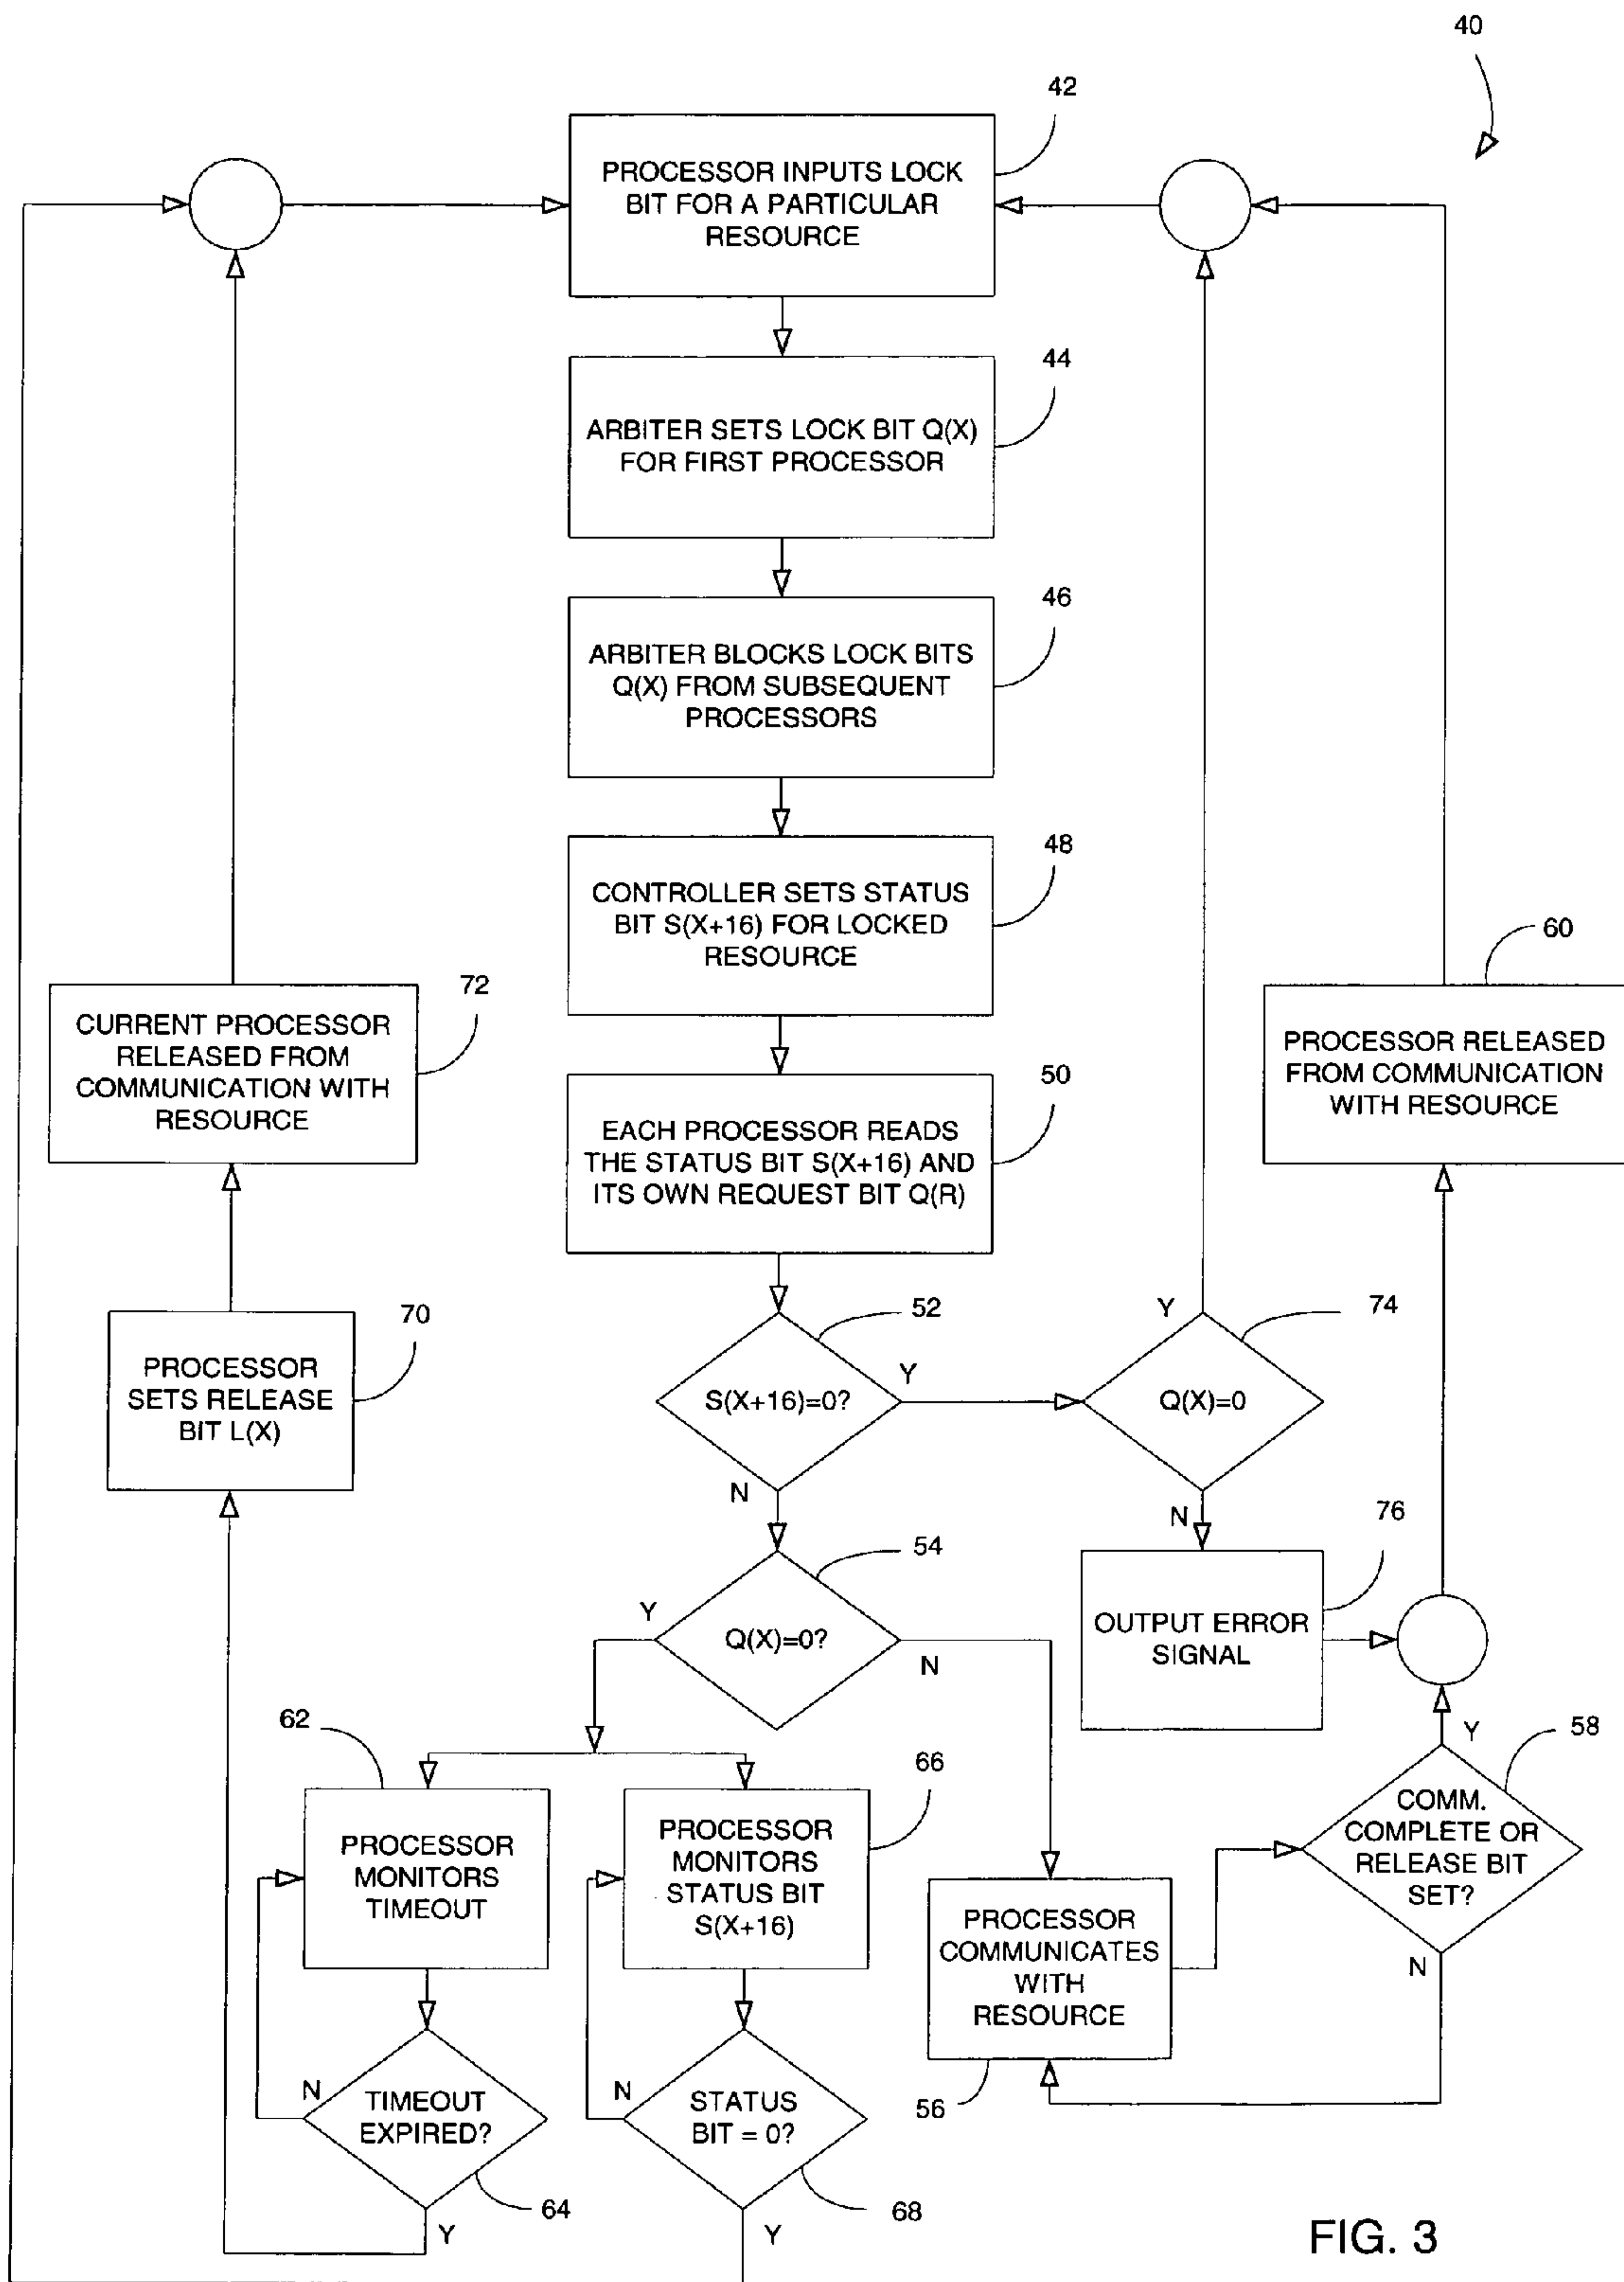 40
42
PROCESSOR INPUTS LOCK
BIT FOR A PARTICULAR
RESOURCE
44
ARBITER SETS LOCK BIT Q(X)
FOR FIRST PROCESSOR
46
ARBITER BLOCKS LOCK BITS
Q(X) FROM SUBSEQUENT
PROCESSORS
48
CONTROLLER SETS STATUS
BIT S(X+16) FOR LOCKED
RESOURCE
60
PROCESSOR RELEASED
FROM COMMUNICATION
WITH RESOURCE
72
CURRENT PROCESSOR
RELEASED FROM
COMMUNICATION WITH
RESOURCE
50
EACH PROCESSOR READS
THE STATUS BIT S(X+16) AND
ITS OWN REQUEST BIT Q(R)
70
PROCESSOR
SETS RELEASE
BIT L(X)
52
S(X+16)=0?
Y
N
74
Y
Q(X)=0
N
76
OUTPUT ERROR
SIGNAL
54
Y
Q(X)=0?
N
62
PROCESSOR
MONITORS
TIMEOUT
66
PROCESSOR
MONITORS
STATUS BIT
S(X+16)
58
Y
COMM.
COMPLETE OR
RELEASE BIT
SET?
N
PROCESSOR
COMMUNICATES
WITH
RESOURCE
56
N
TIMEOUT
EXPIRED?
64
Y
N
STATUS
BIT = 0?
68
Y
FIG. 3